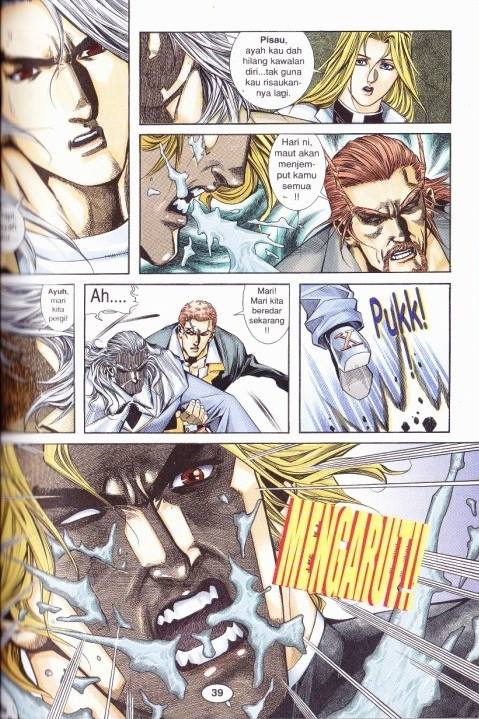 Pisau,
ayah kau dah
hilang kawalan
diri...tak guna
kau risaukan-
nya lagi.
Hari ni,
maut akan
menjem-
put kamu
semua
!!
Ayuh,
mari
kita
pergi!
Ah....
Mari!
Mari kita
beredar
sekarang
!!
Pukk!
MENGARUT!
39